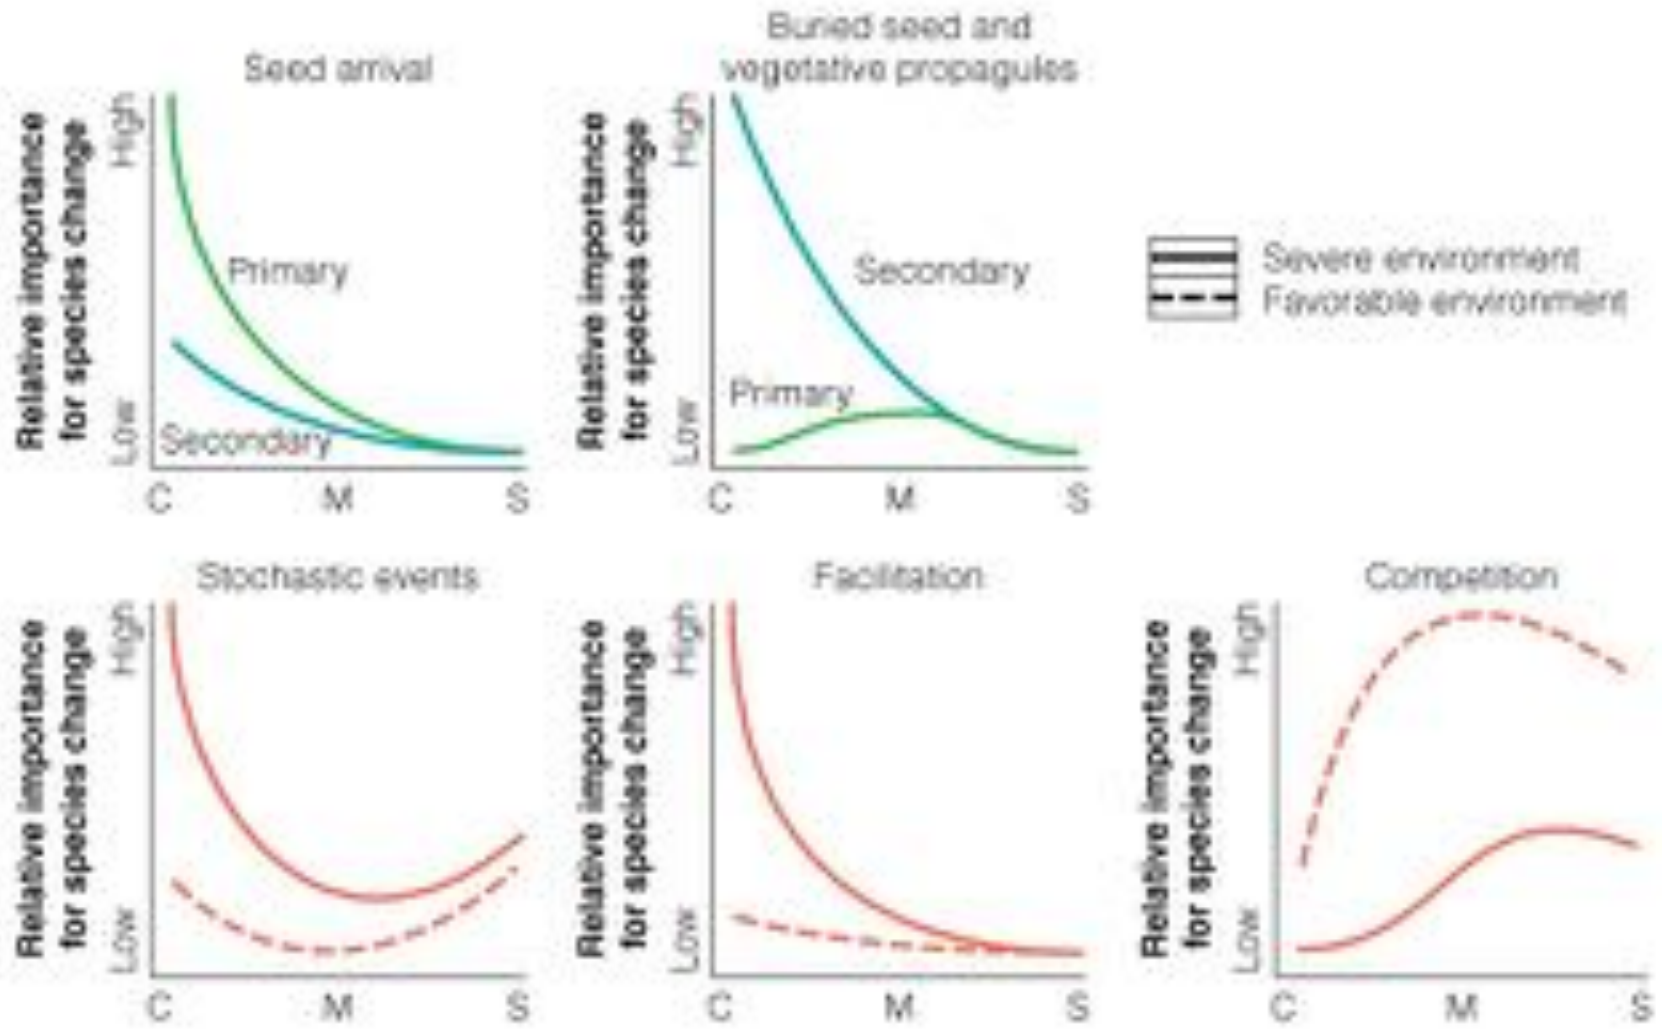 Seed arrival
Relative importance
for species change
High
Low
Primary
Secondary
C M S
Buried seed and
vegetative propagules
Relative importance
for species change
High
Low
Secondary
Primary
C M S
Severe environment
Favorable environment
Stochastic events
Relative importance
for species change
High
Low
C M S
Facilitation
Relative importance
for species change
High
Low
C M S
Competition
Relative importance
for species change
High
Low
C M S